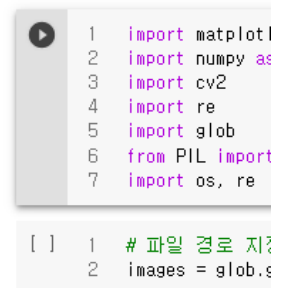 1 import matplotl
2 import numpy as
3 import cv2
4 import re
5 import glob
6 from PIL import
7 import os, re
[ ] 1 # 파일 경로 지정
2 images = glob.g